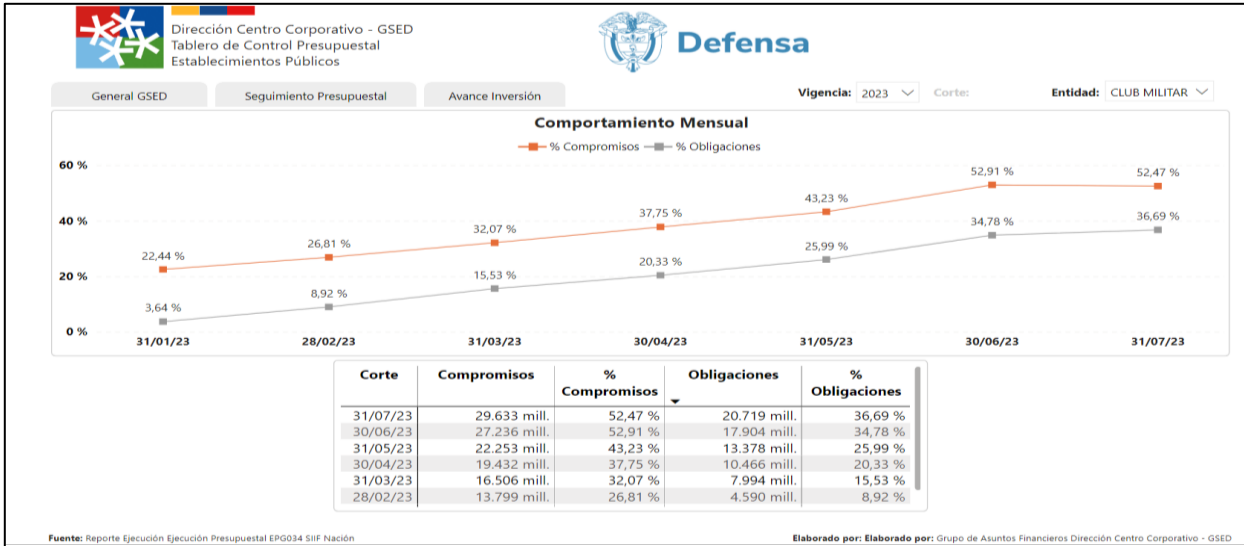 Dirección Centro Corporativo - GSED
Tablero de Control Presupuestal
Establecimientos Públicos
Defensa
General GSED
Seguimiento Presupuestal
Avance Inversión
Vigencia: 2023
Corte:
Entidad: CLUB MILITAR
Comportamiento Mensual
% Compromisos % Obligaciones
60 %
40 %
20 %
0 %
22,44 % 26,81 % 32,07 % 37,75 % 43,23 % 52,91 % 52,47 %
3,64 % 8,92 % 15,53 % 20,33 % 25,99 % 34,78 % 36,69 %
31/01/23 28/02/23 31/03/23 30/04/23 31/05/23 30/06/23 31/07/23
Corte Compromisos % Compromisos Obligaciones % Obligaciones
31/07/23 29.633 mill. 52,47 % 20.719 mill. 36,69 %
30/06/23 27.236 mill. 52,91 % 17.904 mill. 34,78 %
31/05/23 22.253 mill. 43,23 % 13.378 mill. 25,99 %
30/04/23 19.432 mill. 37,75 % 10.466 mill. 20,33 %
31/03/23 16.506 mill. 32,07 % 7.994 mill. 15,53 %
28/02/23 13.799 mill. 26,81 % 4.590 mill. 8,92 %
Fuente: Reporte Ejecución Ejecución Presupuestal EPG034 SIIF Nación
Elaborado por: Elaborado por: Grupo de Asuntos Financieros Dirección Centro Corporativo - GSED